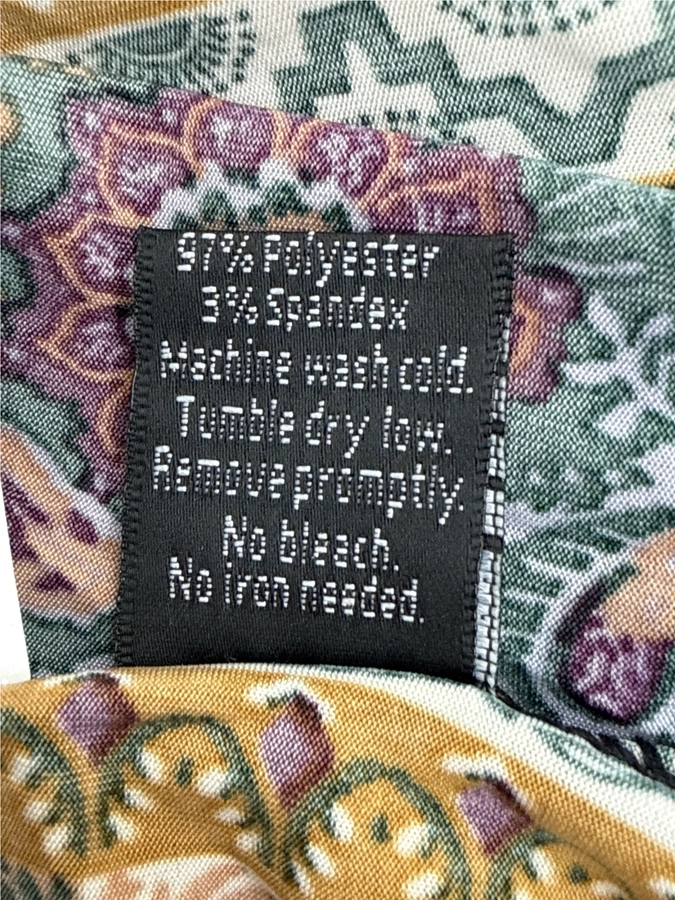 97% Polyester
3% Spandex
Machine wash cold.
Tumble dry low.
Remove promptly.
No bleach.
No iron needed.